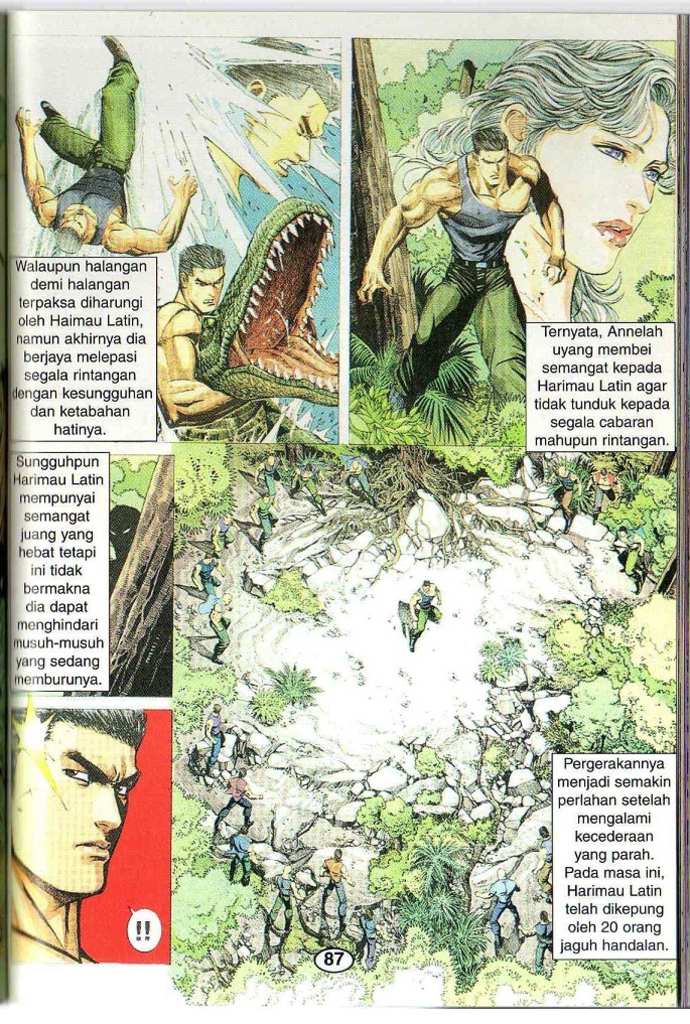 Walaupun halangan
demi halangan
terpaksa diharungi
oleh Haimau Latin,
namun akhirnya dia
berjaya melepasi
segala rintangan
dengan kesungguhan
dan ketabahan
hatinya.
Ternyata, Annelah
uyang membei
semangat kepada
Harimau Latin agar
tidak tunduk kepada
segala cabaran
mahupun rintangan.
Sungguhpun
Harimau Latin
mempunyai
semangat
juang yang
hebat tetapi
ini tidak
bermakna
dia dapat
menghindari
musuh-musuh
yang sedang
memburunya.
!!
Pergerakannya
menjadi semakin
perlahan setelah
mengalami
kecederaan
yang parah.
Pada masa ini,
Harimau Latin
telah dikepung
oleh 20 orang
jaguh handalan.
87